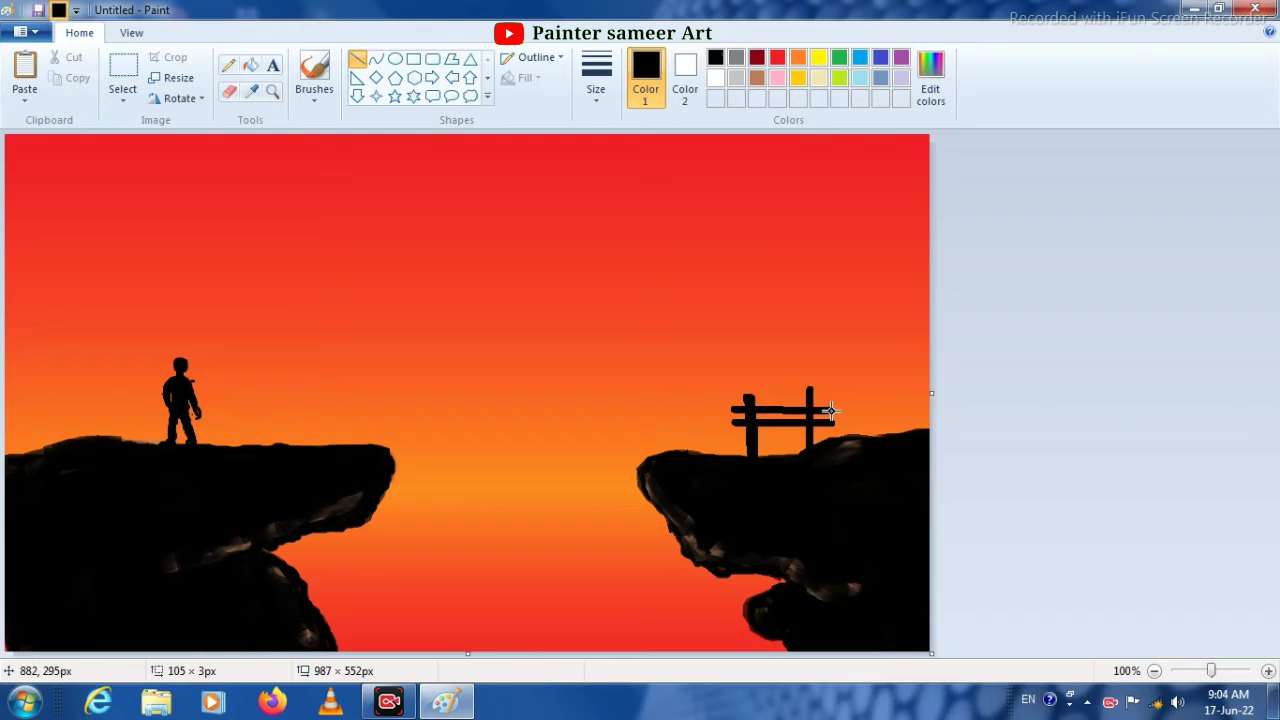 Untitled - Paint
Recorded with iFun Screen Recorder
Home
View
Painter sameer Art
Paste
Cut
Copy
Clipboard
Select
Crop
Resize
Rotate
Image
Tools
Brushes
Outline
Fill
Shapes
Size
Color 1
Color 2
Colors
Edit colors
882, 295px
105 × 3px
987 × 552px
100%
EN
9:04 AM
17-Jun-22